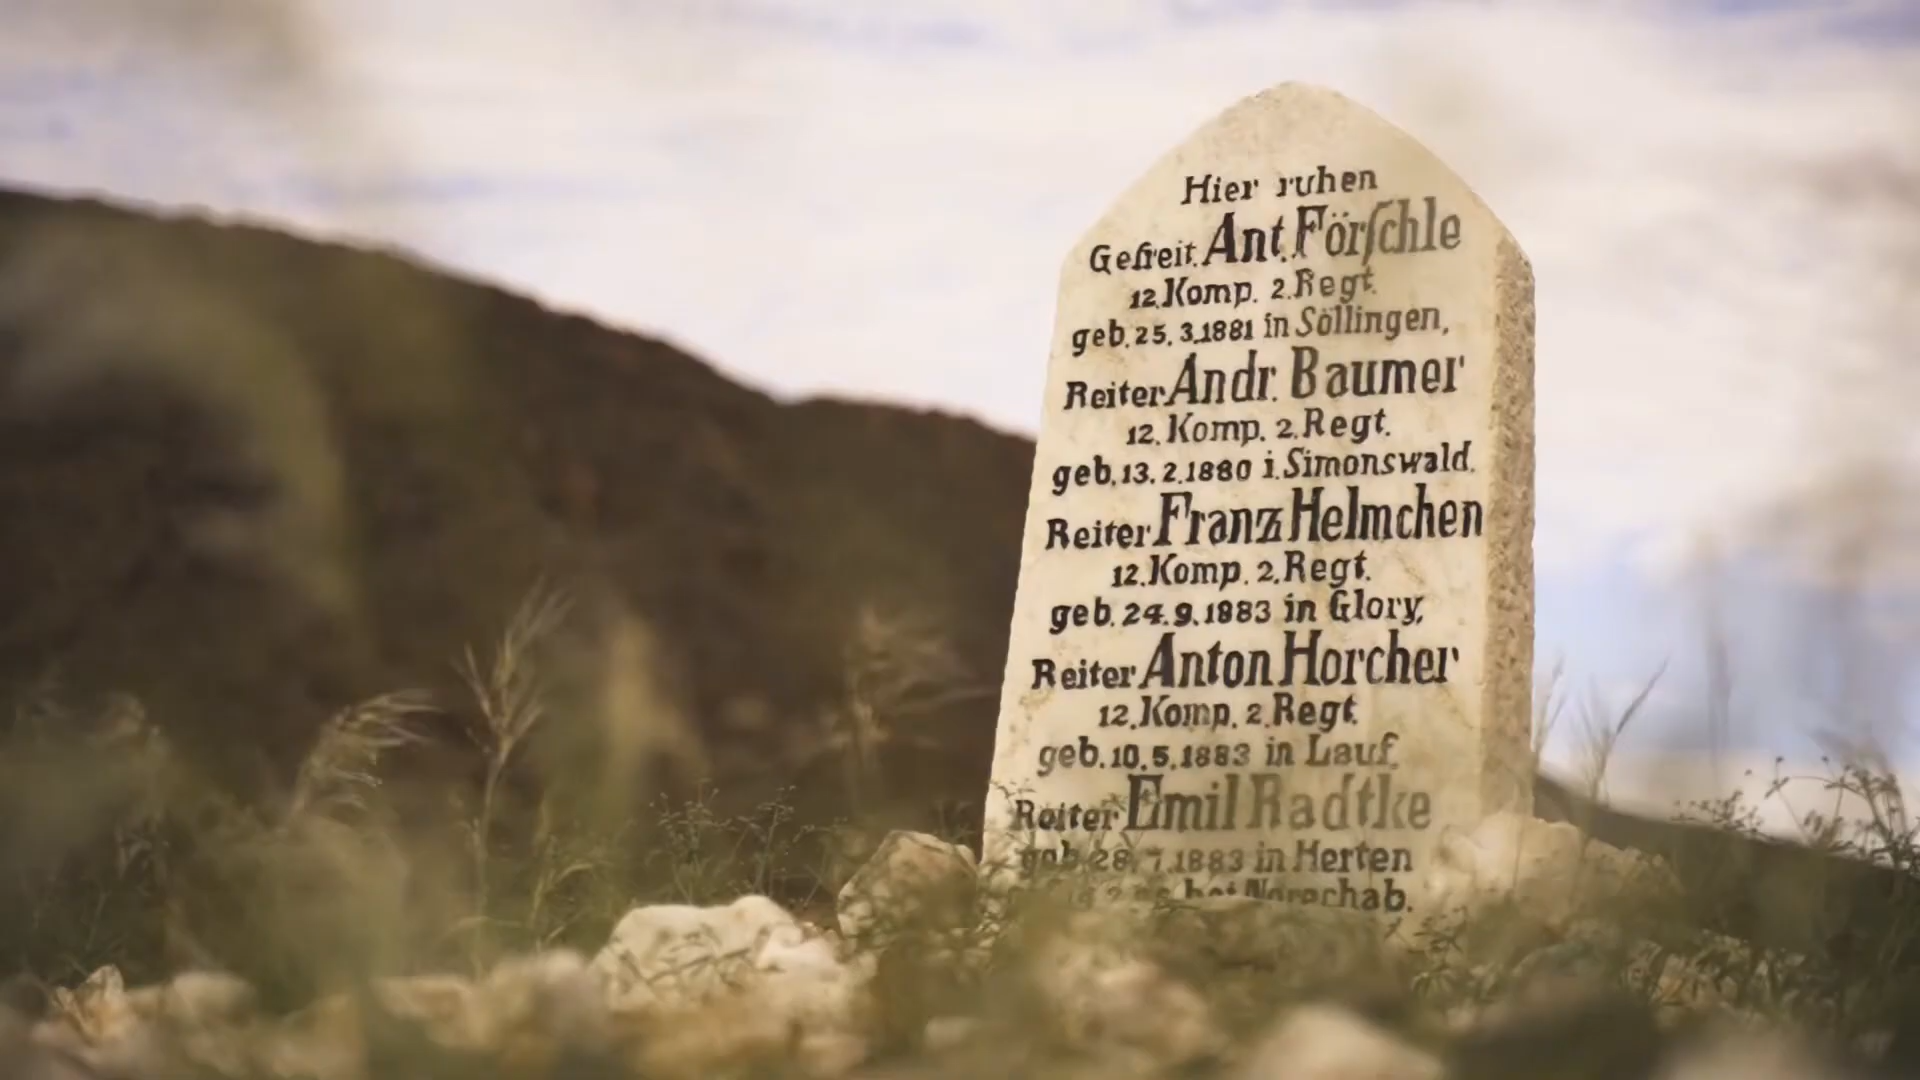 Hier ruhen
Gefreit. Ant. Förſchle
12. Komp. 2. Regt.
geb. 25. 3. 1881 in Söllingen,
Reiter Andr. Baumer
12. Komp. 2. Regt.
geb. 13. 2. 1880 i. Simonswald.
Reiter Franz Helmchen
12. Komp. 2. Regt.
geb. 24. 9. 1883 in Glory,
Reiter Anton Horcher
12. Komp. 2. Regt.
geb. 10. 5. 1883 in Lauf,
Reiter Emil Radtke
geb. 28. 7. 1883 in Herten
bei